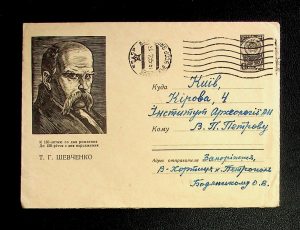 К 150-летию со дня рождения
До 150-річчя з дня народження
Т. Г. ШЕВЧЕНКО
Куда
Київ,
Кірова, 4
Інститут Археології АН
Кому
В. П. Петрову
Адрес отправителя
Запоріжжя,
В-Хортиця
Бодянському О. В.